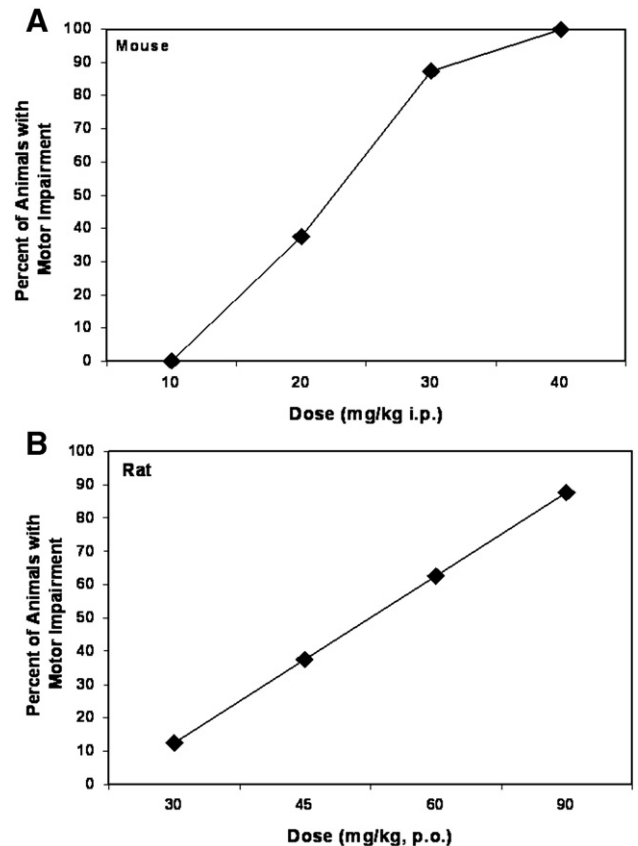 A
Mouse
Percent of Animals with
Motor Impairment
100
90
80
70
60
50
40
30
20
10
0
10 20 30 40
Dose (mg/kg i.p.)
B
Rat
Percent of Animals with
Motor Impairment
100
90
80
70
60
50
40
30
20
10
0
30 45 60 90
Dose (mg/kg, p.o.)